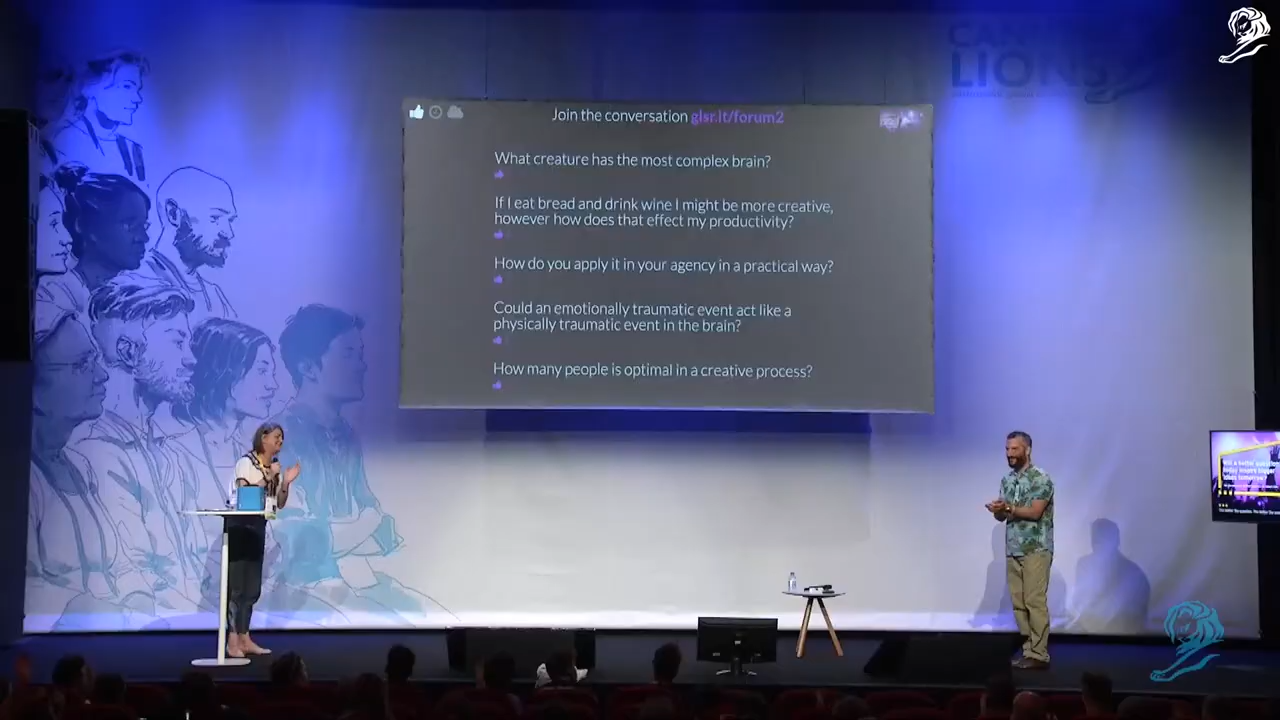 CANNES
LIONS
Join the conversation glsr.it/forum2
What creature has the most complex brain?
If I eat bread and drink wine I might be more creative,
however how does that effect my productivity?
How do you apply it in your agency in a practical way?
Could an emotionally traumatic event act like a
physically traumatic event in the brain?
How many people is optimal in a creative process?